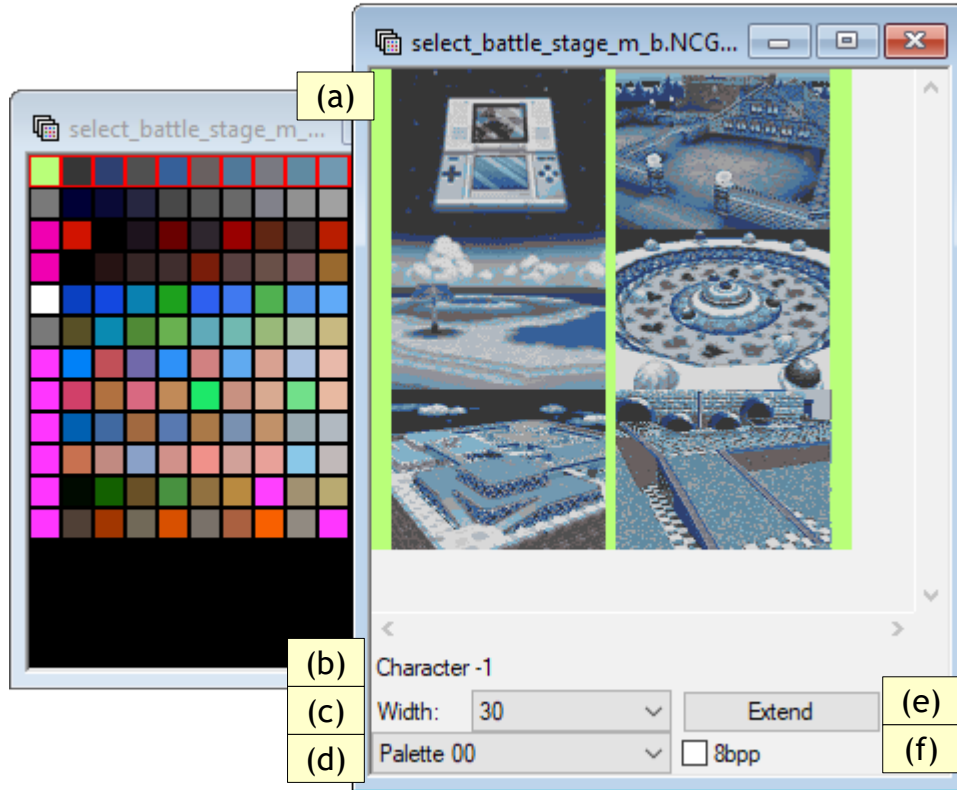 select_battle_stage_m_b.NCG...
(a)
select_battle_stage_m_...
(b)
Character -1
(c)
Width:
30
Extend
(e)
(d)
Palette 00
8bpp
(f)